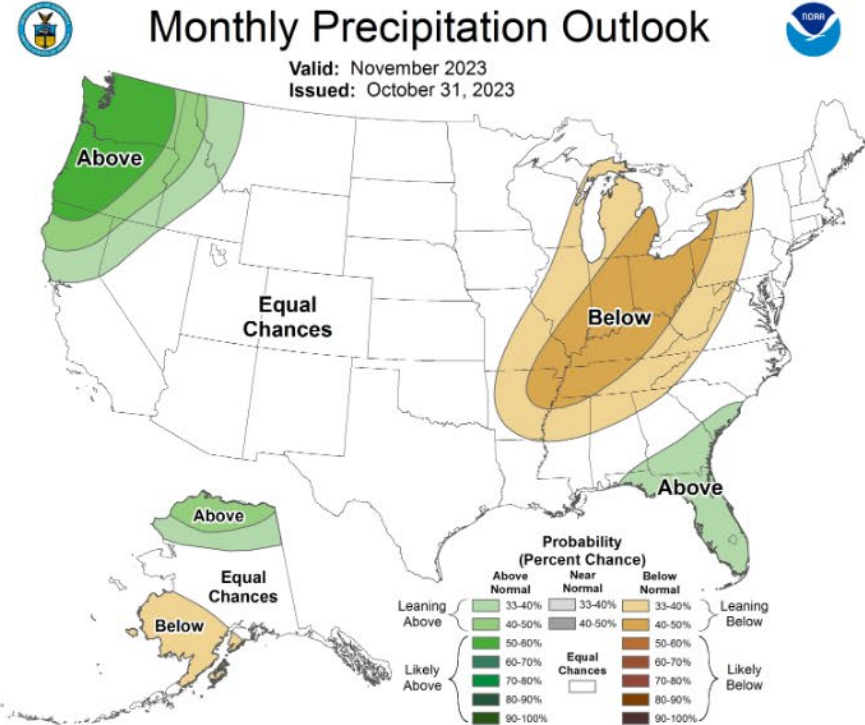 Monthly Precipitation Outlook
NOAA
Valid: November 2023
Issued: October 31, 2023
Above
Equal
Chances
Below
Above
Above
Equal
Chances
Below
Probability
(Percent Chance)
Above
Normal
Near
Normal
Below
Normal
Leaning
Above
33-40%
33-40%
33-40%
Leaning
Below
40-50%
40-50%
40-50%
Likely
Above
50-60%
60-70%
70-80%
80-90%
90-100%
Equal
Chances
50-60%
60-70%
70-80%
80-90%
90-100%
Likely
Below